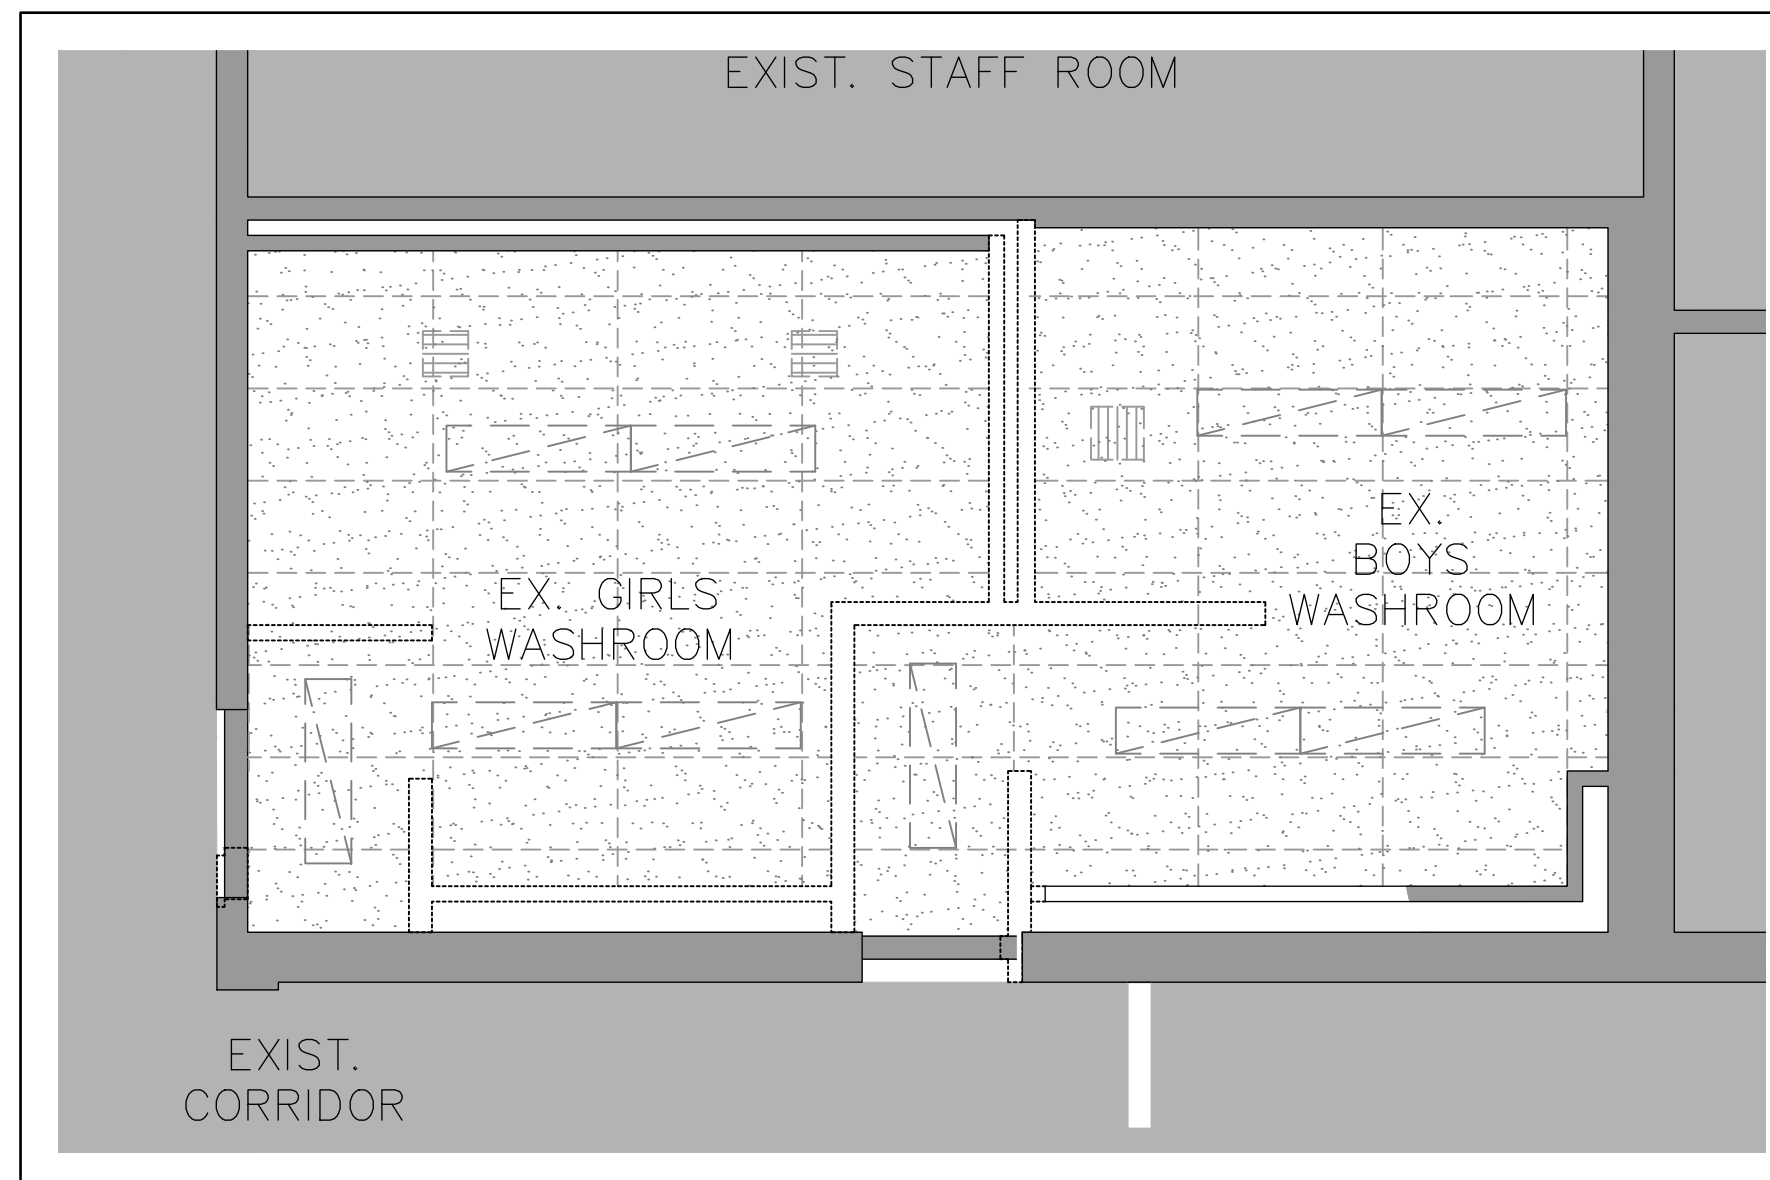 EXIST. STAFF ROOM
EX. GIRLS
WASHROOM
EX.
BOYS
WASHROOM
EXIST.
CORRIDOR